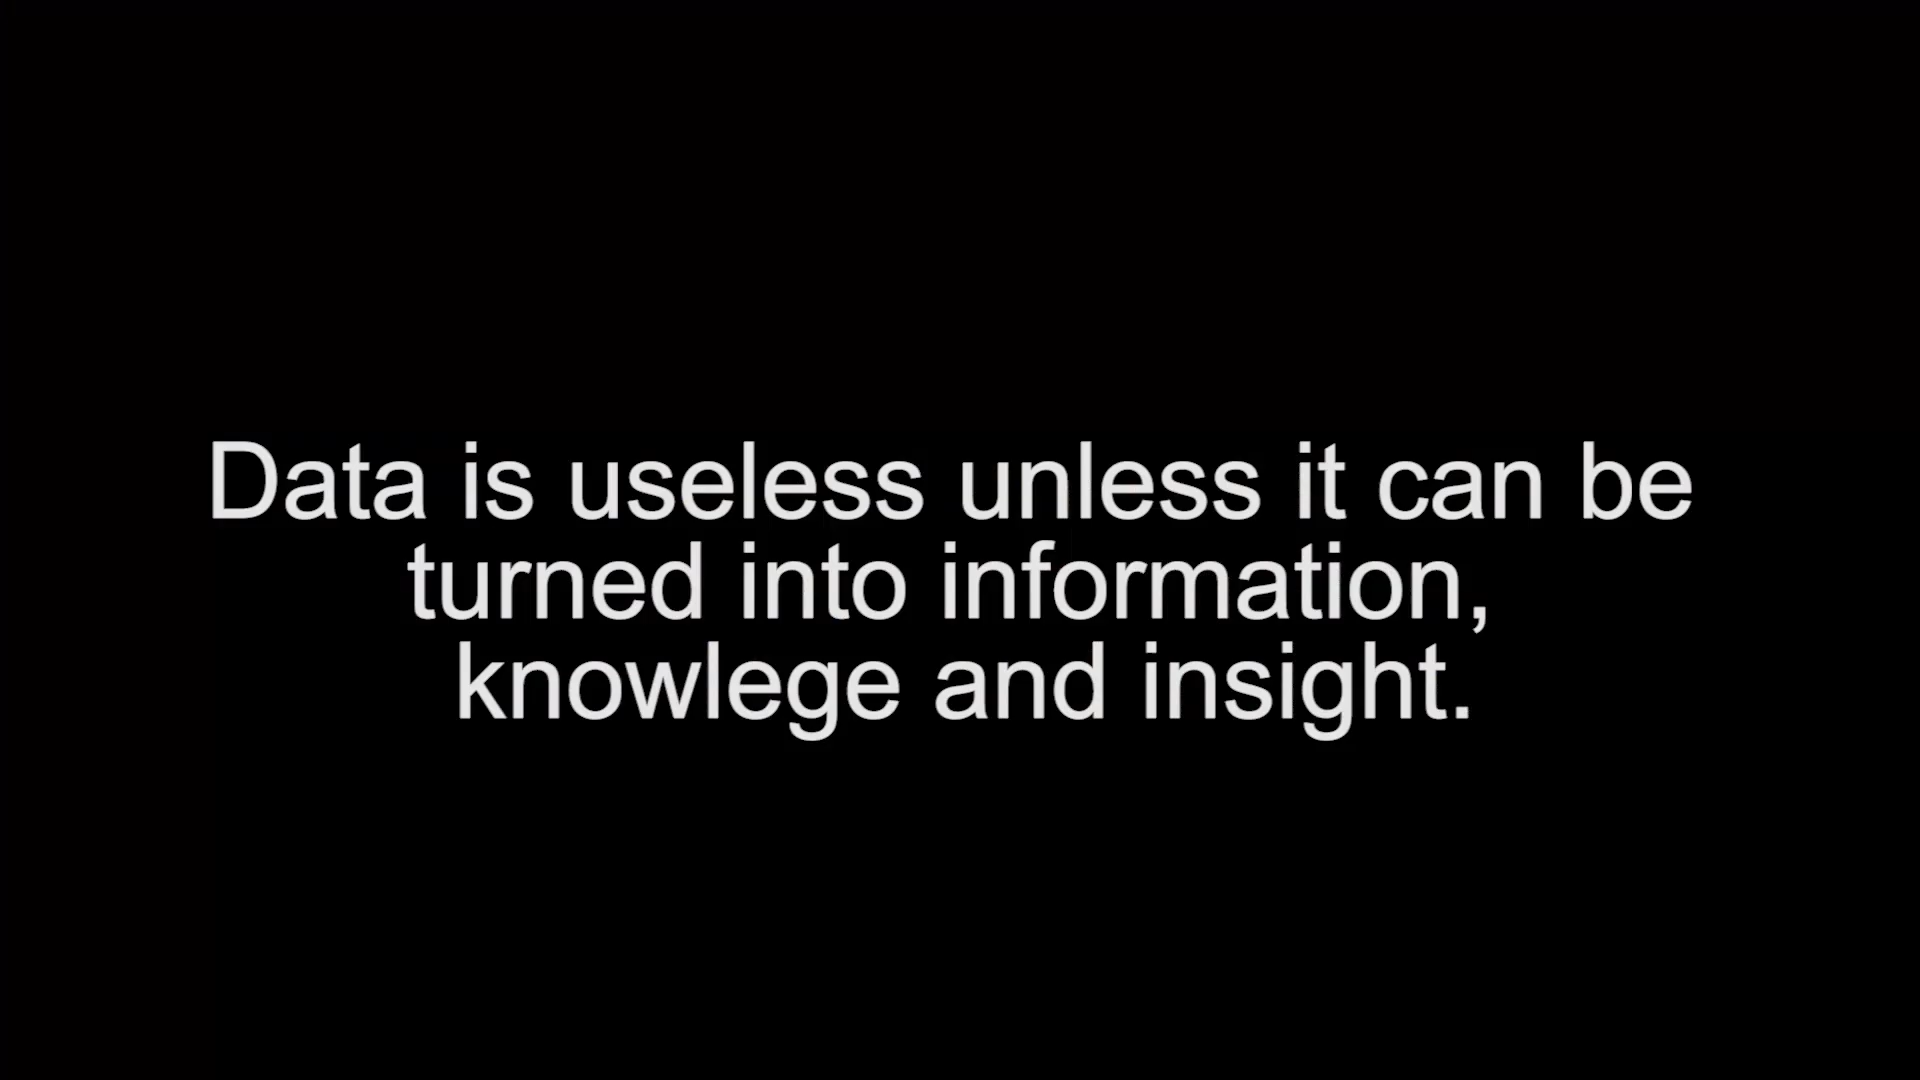 Data is useless unless it can be
turned into information,
knowlege and insight.